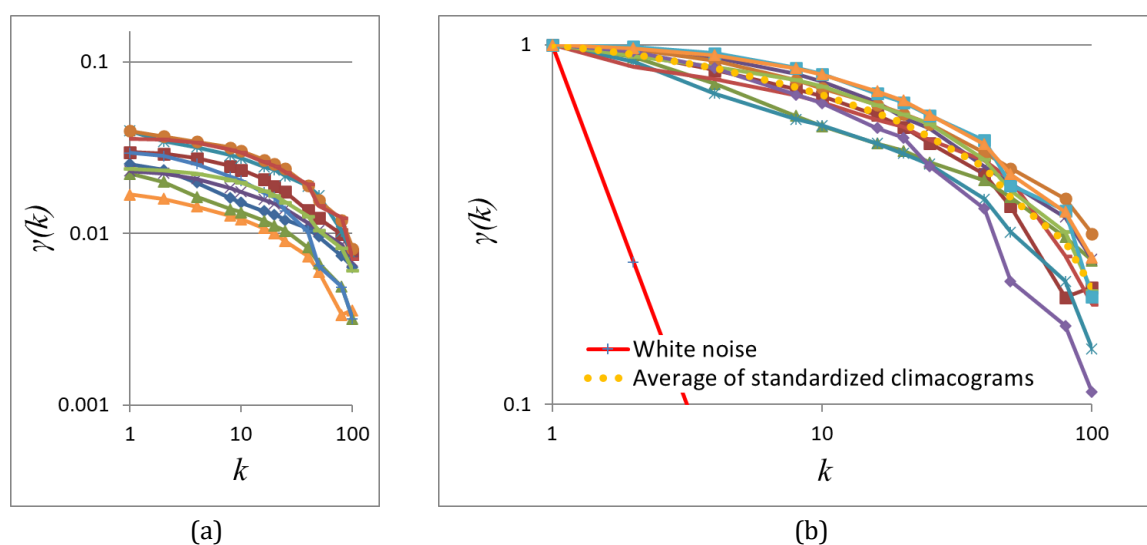 0.1
0.01
0.001
1
10
100
γ(k)
k
(a)
1
0.1
1
10
100
γ(k)
k
White noise
Average of standardized climacograms
(b)